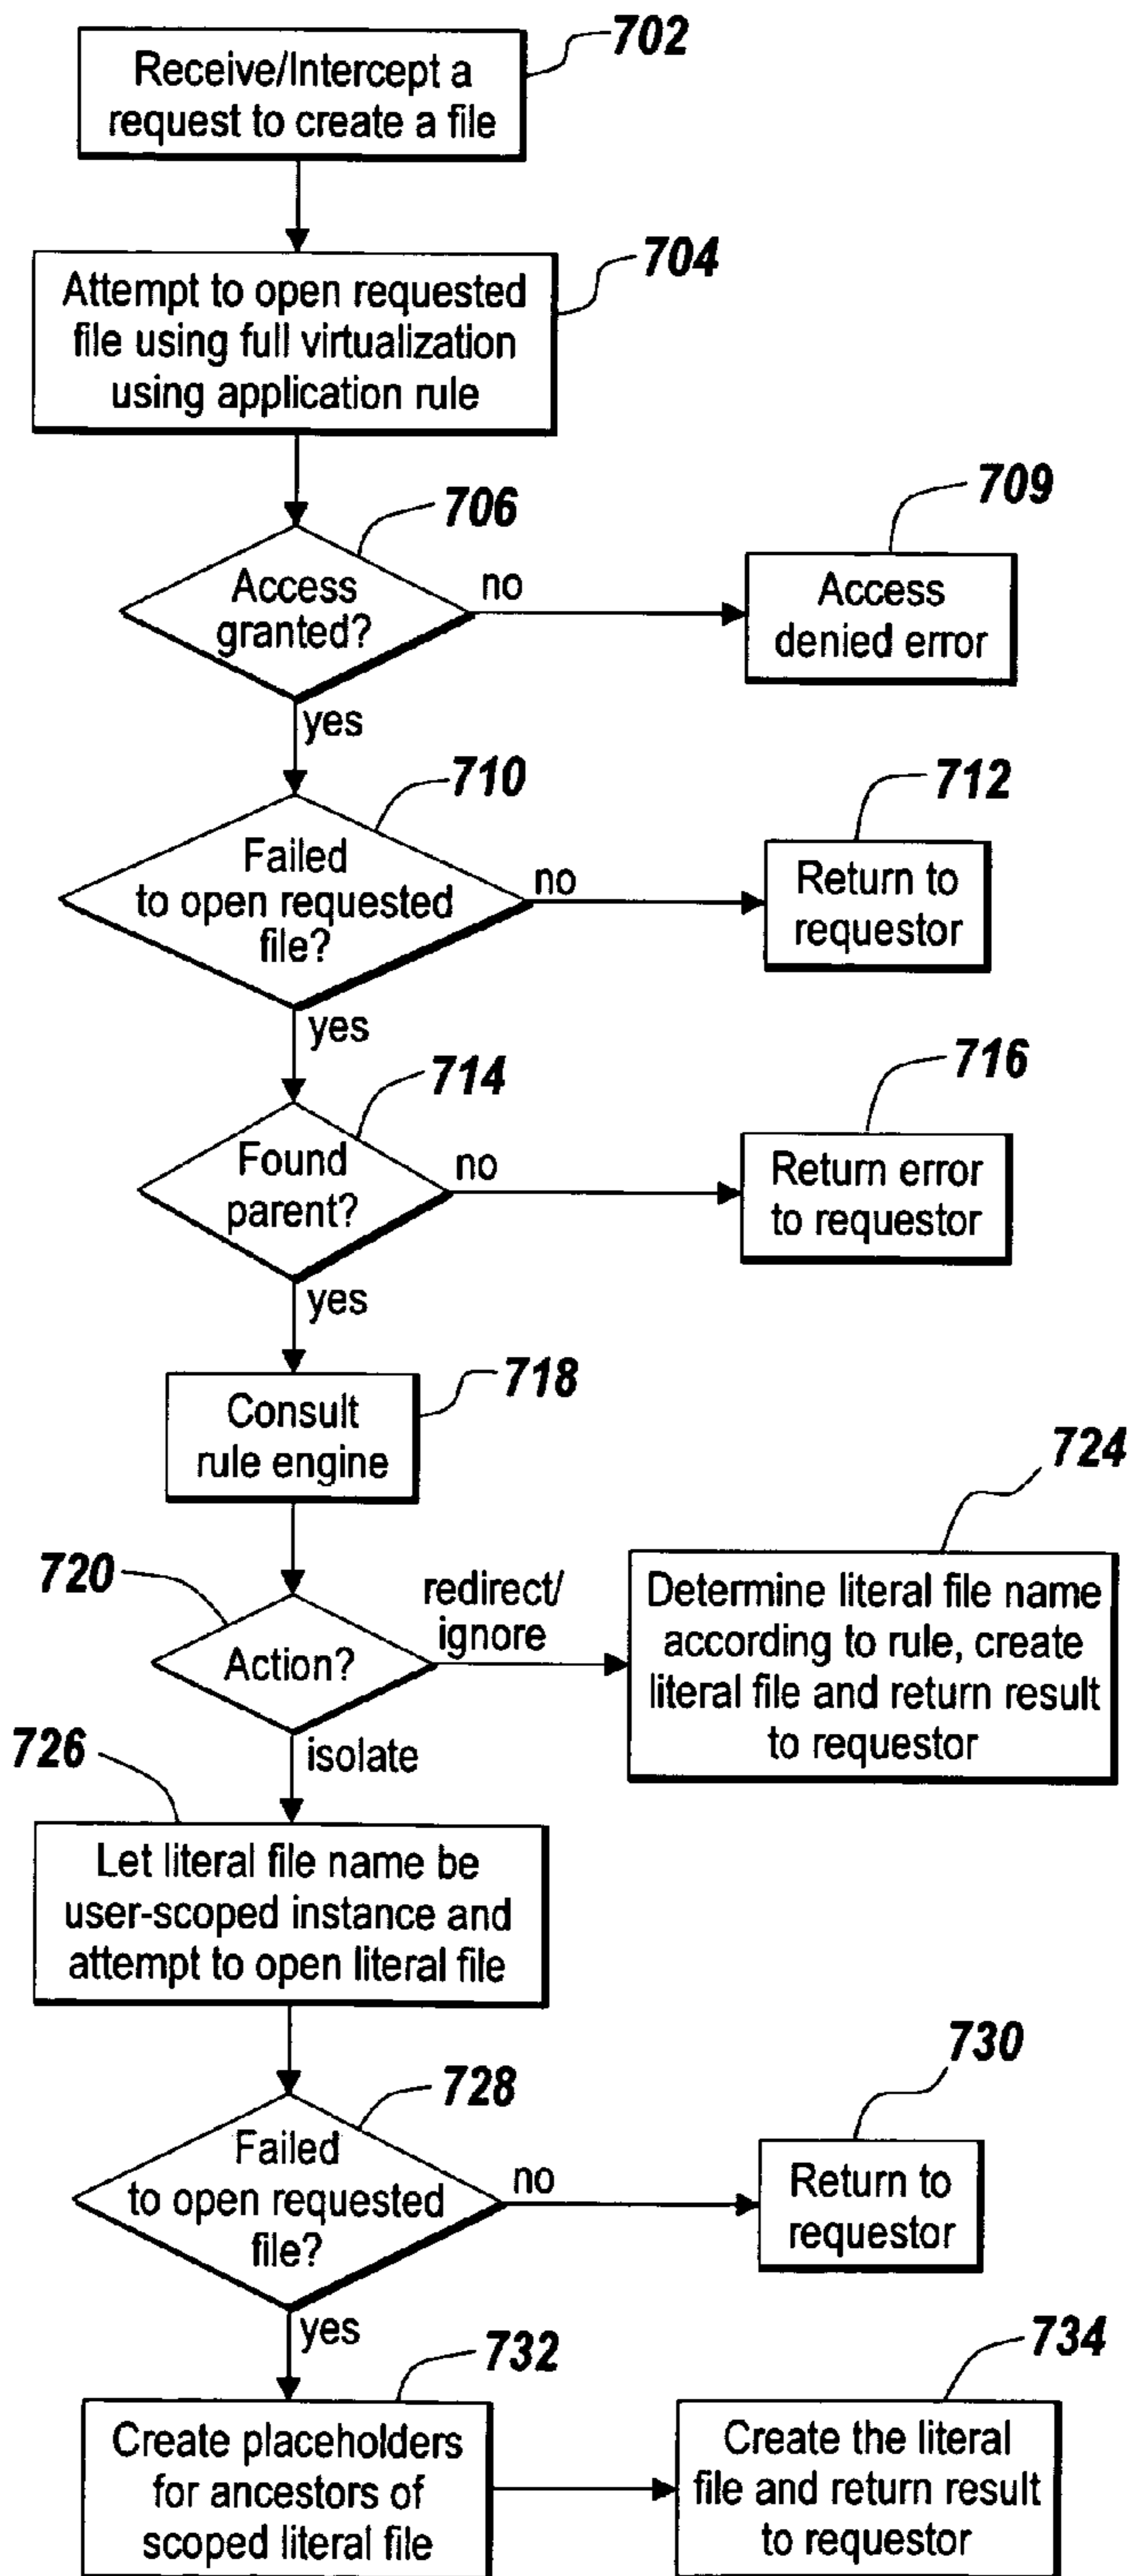 702
Receive/Intercept a
request to create a file
704
Attempt to open requested
file using full virtualization
using application rule
706
Access
granted?
no
709
Access
denied error
yes
710
Failed
to open requested
file?
no
712
Return to
requestor
yes
714
Found
parent?
no
716
Return error
to requestor
yes
718
Consult
rule engine
720
Action?
redirect/
ignore
724
Determine literal file name
according to rule, create
literal file and return result
to requestor
isolate
726
Let literal file name be
user-scoped instance and
attempt to open literal file
728
Failed
to open requested
file?
no
730
Return to
requestor
yes
732
Create placeholders
for ancestors of
scoped literal file
734
Create the literal
file and return result
to requestor